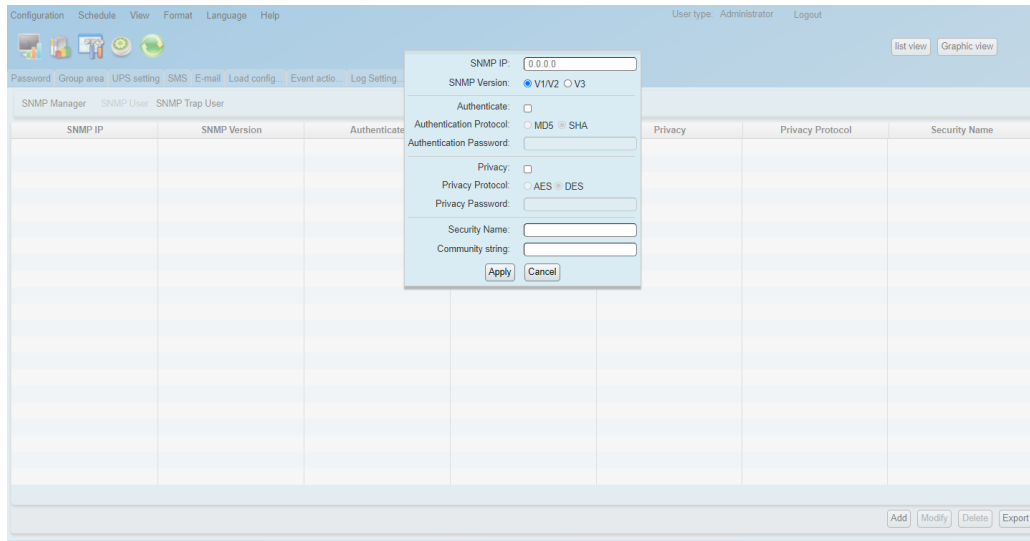 Configuration Schedule View Format Language Help User type: Administrator Logout
list view Graphic view
Password Group area UPS setting SMS E-mail Load config... Event actio... Log Setting...
SNMP Manager SNMP User SNMP Trap User
SNMP IP SNMP Version Authenticate Privacy Privacy Protocol Security Name
SNMP IP: 0.0.0.0
SNMP Version: V1/V2 V3
Authenticate:
Authentication Protocol: MD5 SHA
Authentication Password:
Privacy:
Privacy Protocol: AES DES
Privacy Password:
Security Name:
Community string:
Apply Cancel
Add Modify Delete Export